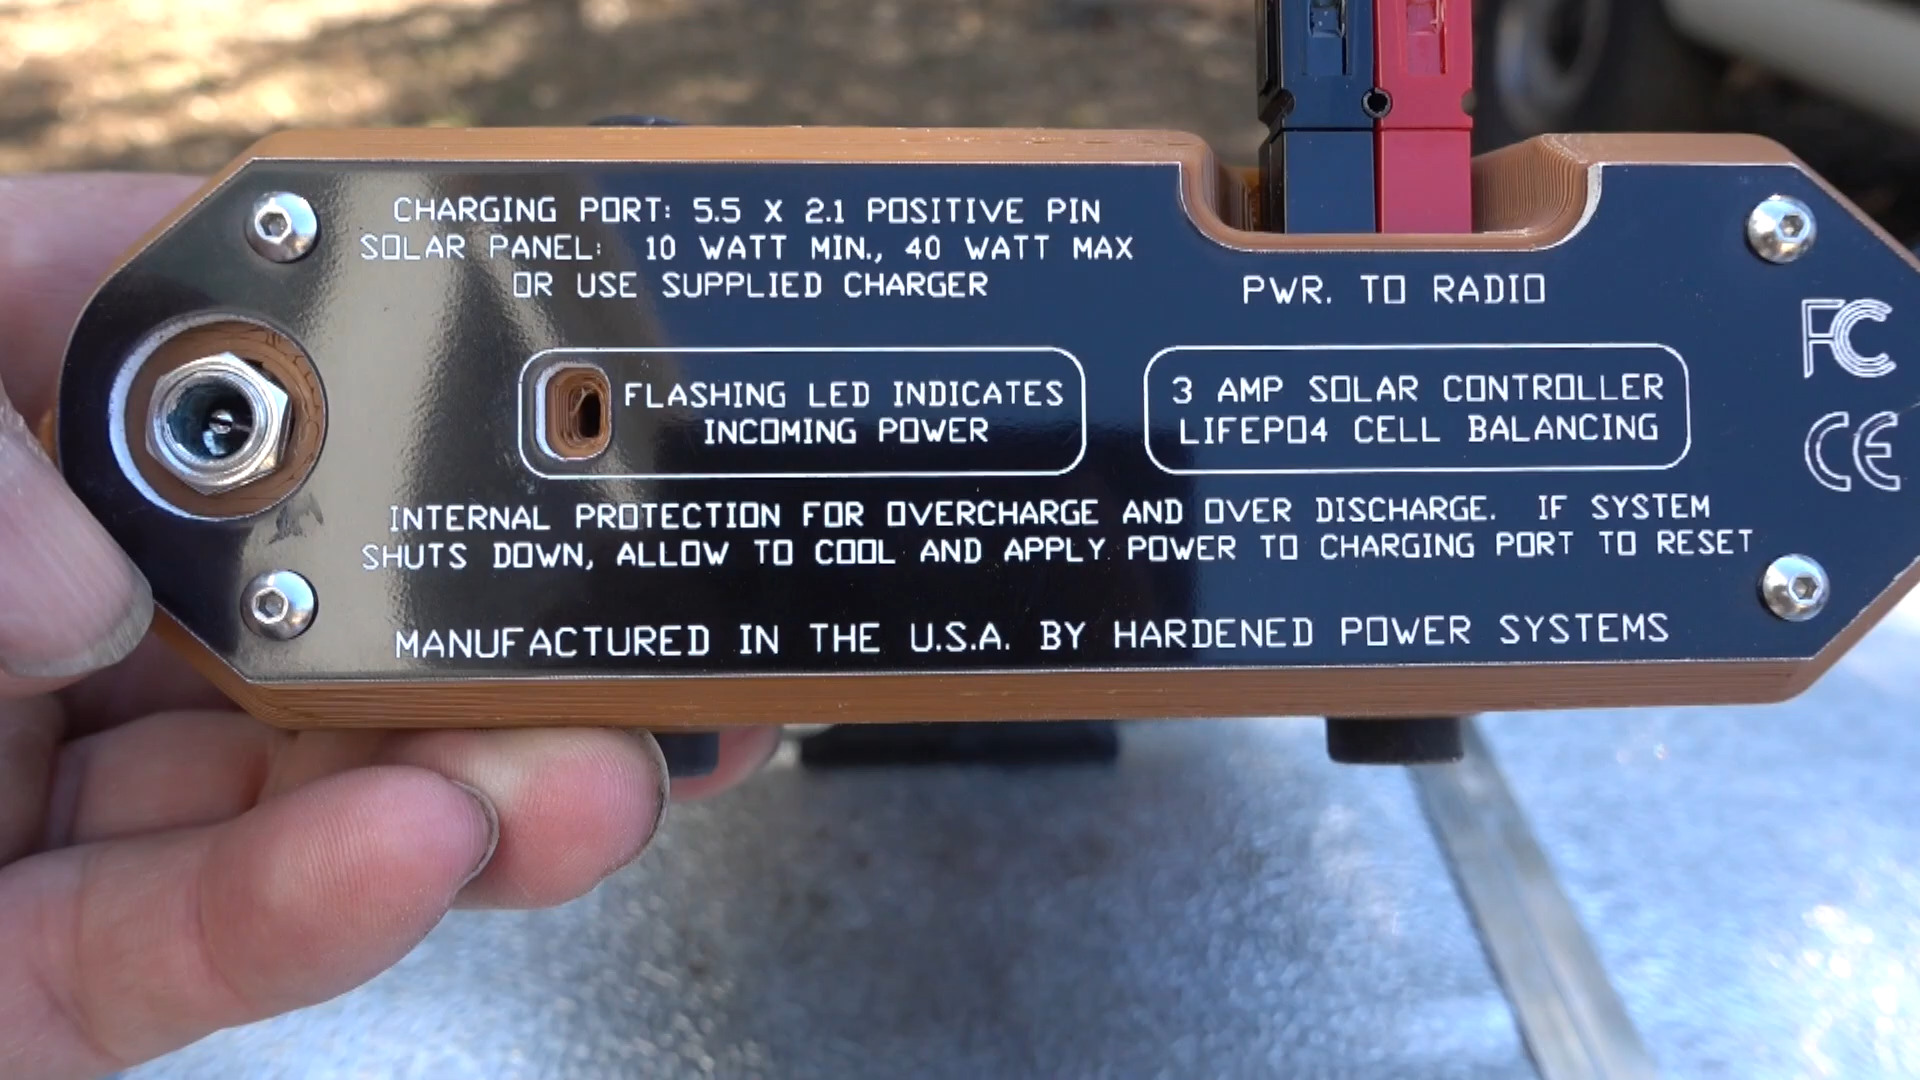 CHARGING PORT: 5.5 X 2.1 POSITIVE PIN
SOLAR PANEL: 10 WATT MIN., 40 WATT MAX
OR USE SUPPLIED CHARGER
PWR. TO RADIO
FC
FLASHING LED INDICATES
INCOMING POWER
3 AMP SOLAR CONTROLLER
LIFEPO4 CELL BALANCING
CE
INTERNAL PROTECTION FOR OVERCHARGE AND OVER DISCHARGE. IF SYSTEM
SHUTS DOWN, ALLOW TO COOL AND APPLY POWER TO CHARGING PORT TO RESET
MANUFACTURED IN THE U.S.A. BY HARDENED POWER SYSTEMS